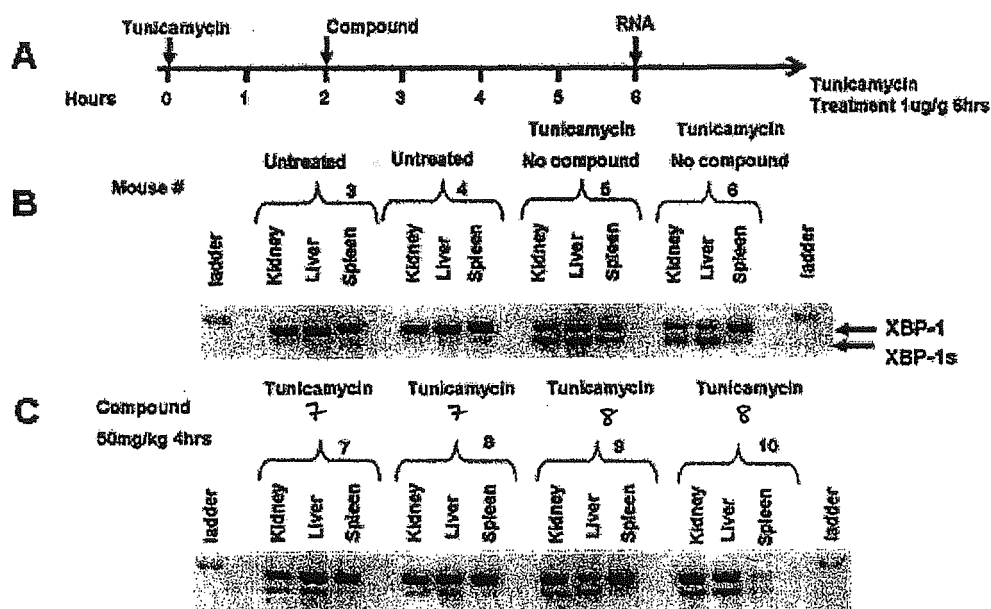 A
Tunicamycin Compound RNA
Hours 0 1 2 3 4 5 6
Tunicamycin
Treatment 1ug/g 6hrs
B
Mouse #
Untreated Untreated Tunicamycin No compound Tunicamycin No compound
3 4 5 6
ladder Kidney Liver Spleen Kidney Liver Spleen Kidney Liver Spleen Kidney Liver Spleen ladder
XBP-1
XBP-1s
C
Compound
50mg/kg 4hrs
Tunicamycin Tunicamycin Tunicamycin Tunicamycin
7 7 8 8
7 8 9 10
ladder Kidney Liver Spleen Kidney Liver Spleen Kidney Liver Spleen Kidney Liver Spleen ladder